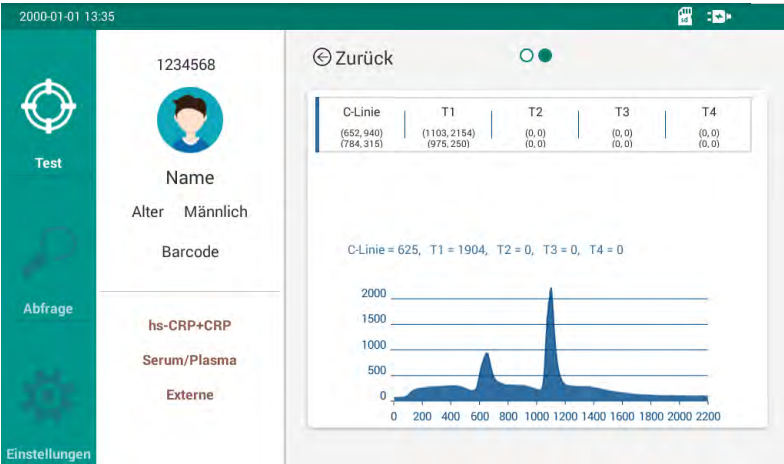 2000-01-01 13:35
sd
Test
Abfrage
Einstellungen
1234568
Name
Alter Männlich
Barcode
hs-CRP+CRP
Serum/Plasma
Externe
Zurück
C-Linie T1 T2 T3 T4
(652, 940) (1103, 2154) (0, 0) (0, 0) (0, 0)
(784, 315) (975, 250) (0, 0) (0, 0) (0, 0)
C-Linie = 625, T1 = 1904, T2 = 0, T3 = 0, T4 = 0
2000
1500
1000
500
0
0 200 400 600 800 1000 1200 1400 1600 1800 2000 2200